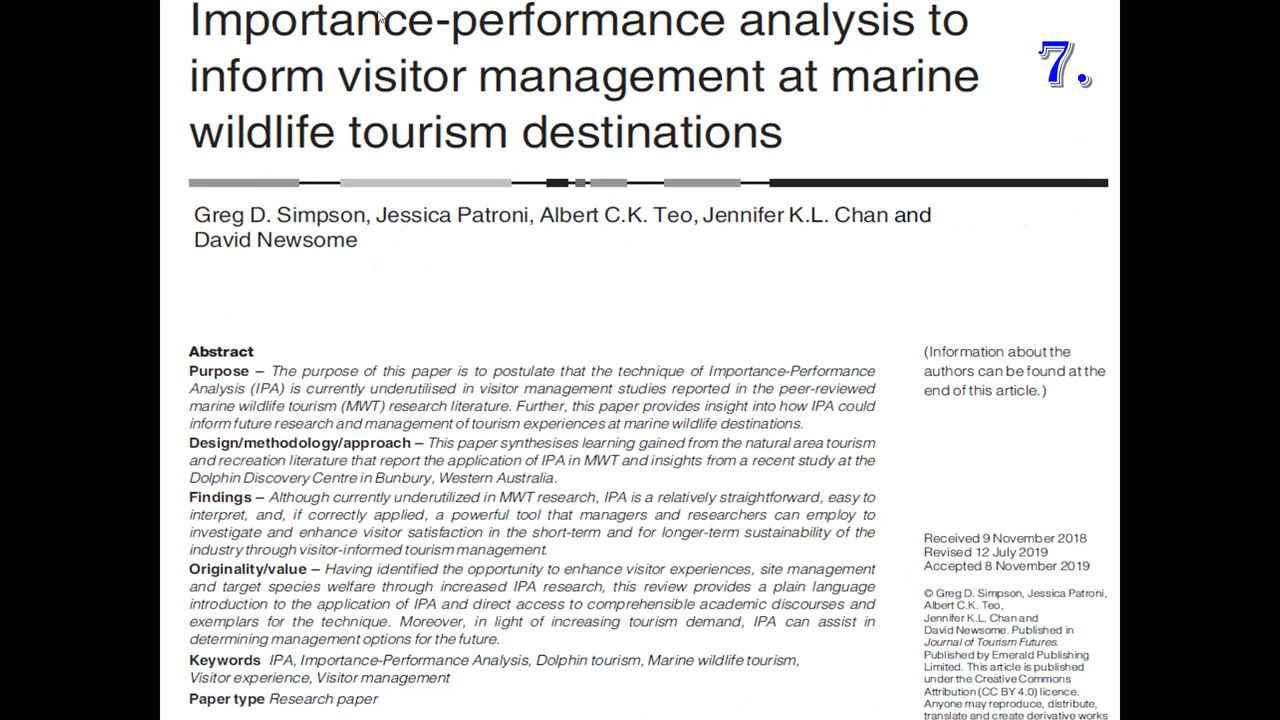 Importance-performance analysis to
inform visitor management at marine
wildlife tourism destinations
7.
Greg D. Simpson, Jessica Patroni, Albert C.K. Teo, Jennifer K.L. Chan and
David Newsome
Abstract
Purpose – The purpose of this paper is to postulate that the technique of Importance-Performance
Analysis (IPA) is currently underutilised in visitor management studies reported in the peer-reviewed
marine wildlife tourism (MWT) research literature. Further, this paper provides insight into how IPA could
inform future research and management of tourism experiences at marine wildlife destinations.
Design/methodology/approach – This paper synthesises learning gained from the natural area tourism
and recreation literature that report the application of IPA in MWT and insights from a recent study at the
Dolphin Discovery Centre in Bunbury, Western Australia.
Findings – Although currently underutilized in MWT research, IPA is a relatively straightforward, easy to
interpret, and, if correctly applied, a powerful tool that managers and researchers can employ to
investigate and enhance visitor satisfaction in the short-term and for longer-term sustainability of the
industry through visitor-informed tourism management.
Originality/value – Having identified the opportunity to enhance visitor experiences, site management
and target species welfare through increased IPA research, this review provides a plain language
introduction to the application of IPA and direct access to comprehensible academic discourses and
exemplars for the technique. Moreover, in light of increasing tourism demand, IPA can assist in
determining management options for the future.
Keywords IPA, Importance-Performance Analysis, Dolphin tourism, Marine wildlife tourism,
Visitor experience, Visitor management
Paper type Research paper
(Information about the
authors can be found at the
end of this article.)
Received 9 November 2018
Revised 12 July 2019
Accepted 8 November 2019
© Greg D. Simpson, Jessica Patroni,
Albert C.K. Teo,
Jennifer K.L. Chan and
David Newsome. Published in
Journal of Tourism Futures.
Published by Emerald Publishing
Limited. This article is published
under the Creative Commons
Attribution (CC BY 4.0) licence.
Anyone may reproduce, distribute,
translate and create derivative works